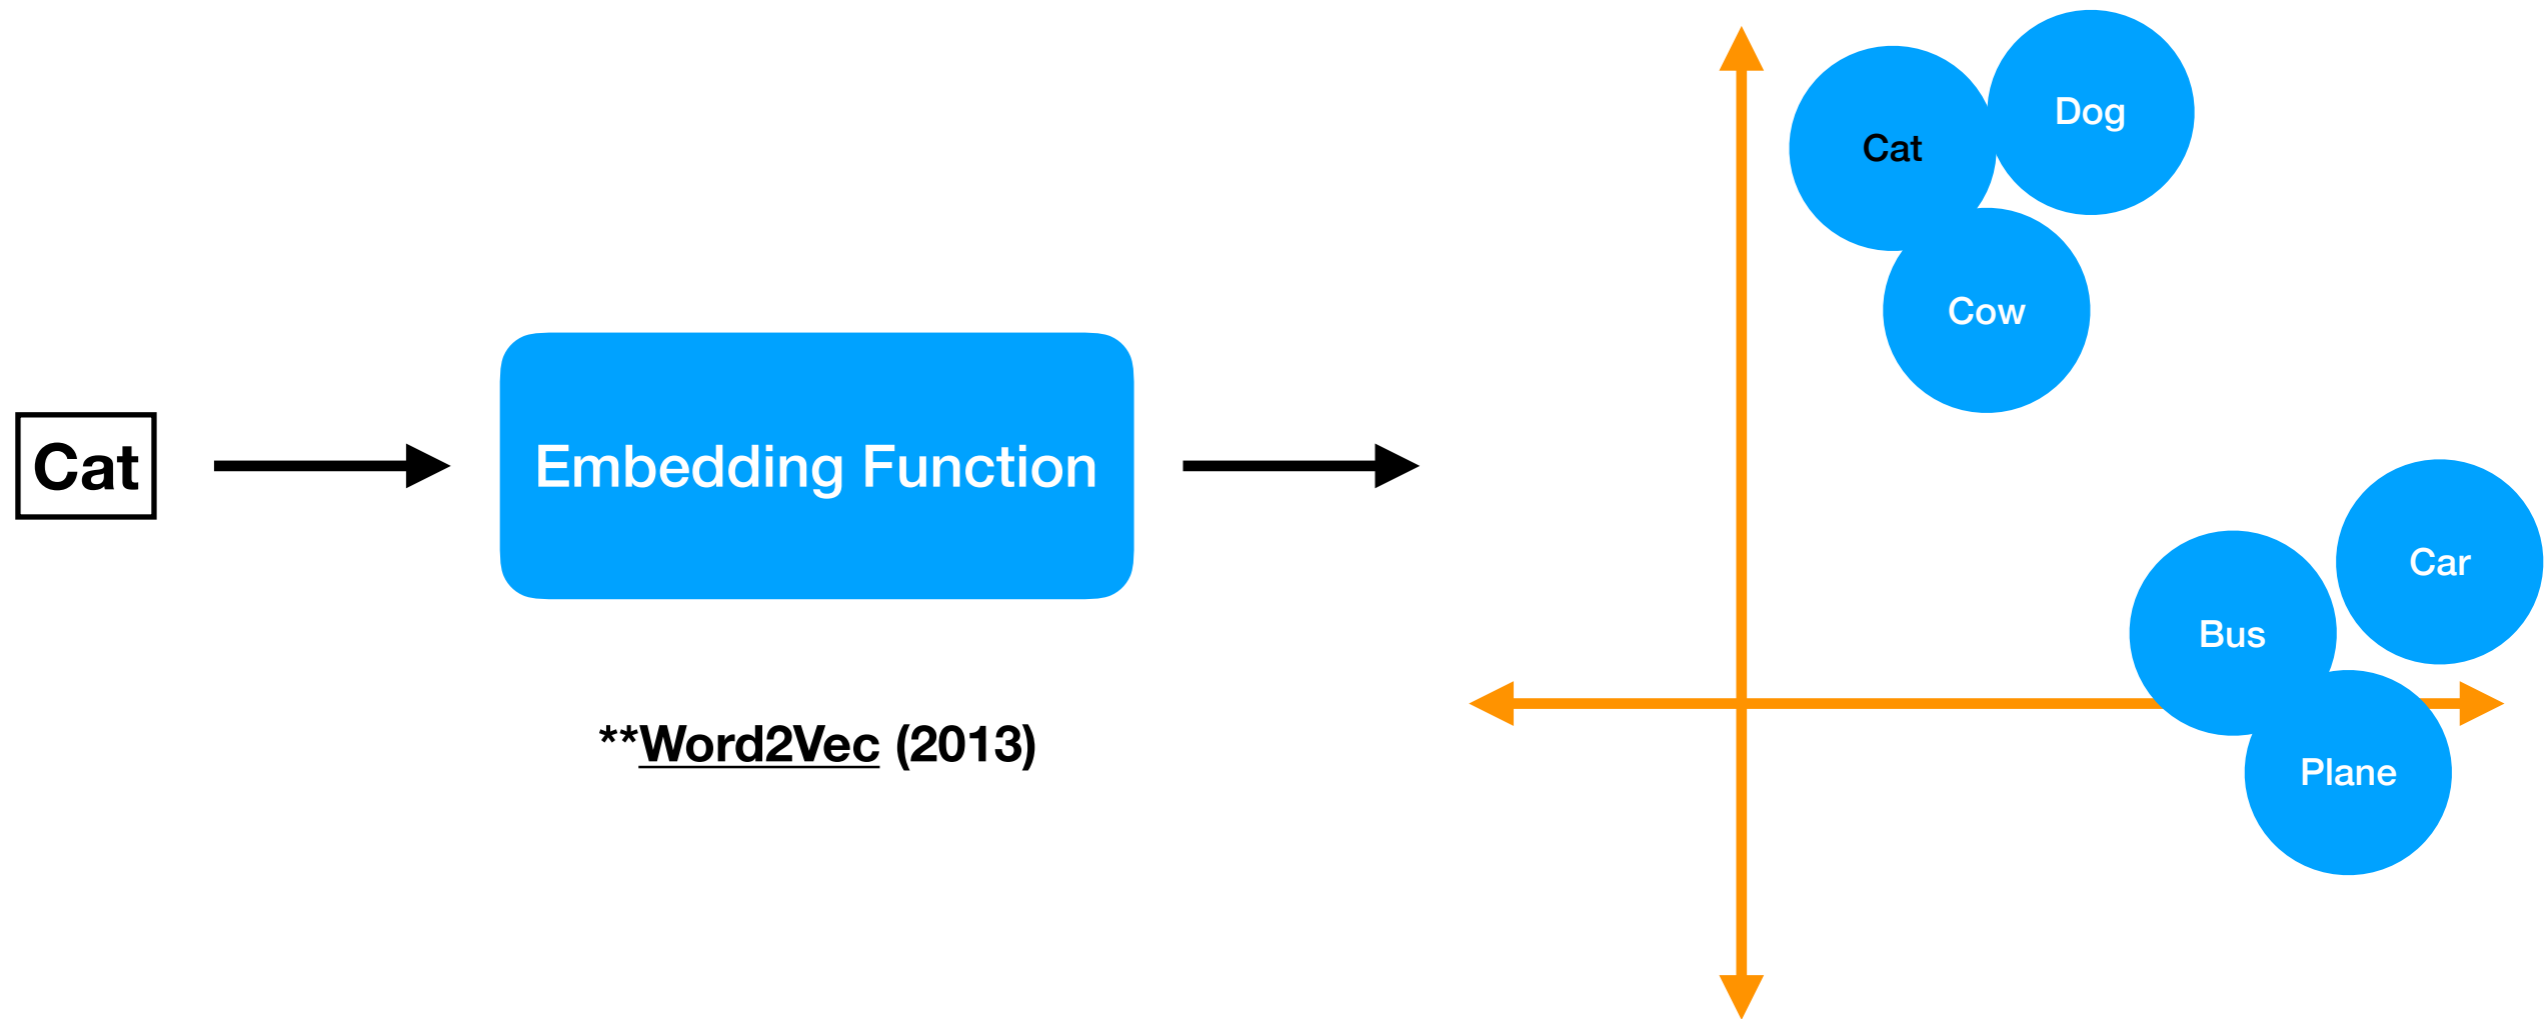 Cat
Embedding Function
**Word2Vec (2013)
Cat
Dog
Cow
Car
Bus
Plane